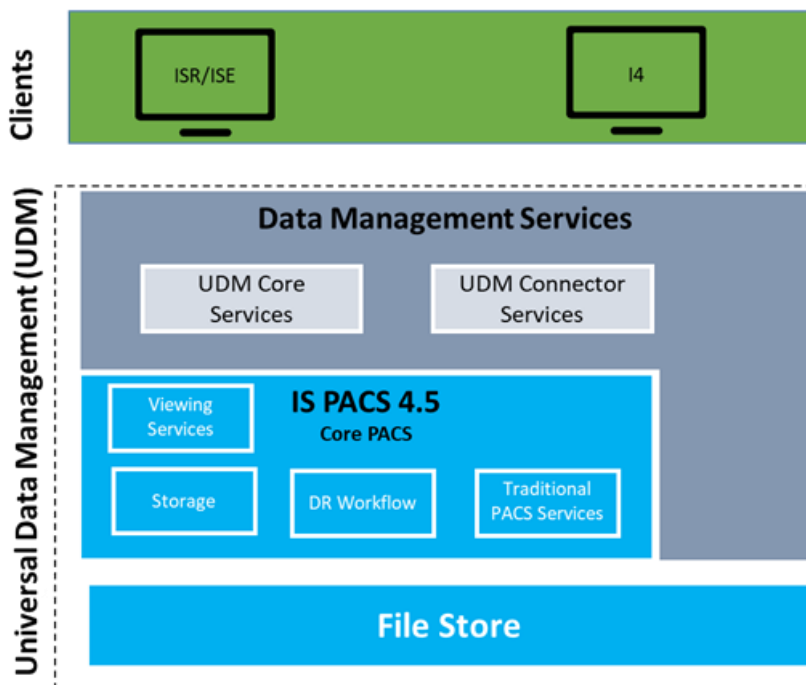 Clients
ISR/ISE
I4
Universal Data Management (UDM)
Data Management Services
UDM Core
Services
UDM Connector
Services
IS PACS 4.5
Core PACS
Viewing
Services
Storage
DR Workflow
Traditional
PACS Services
File Store